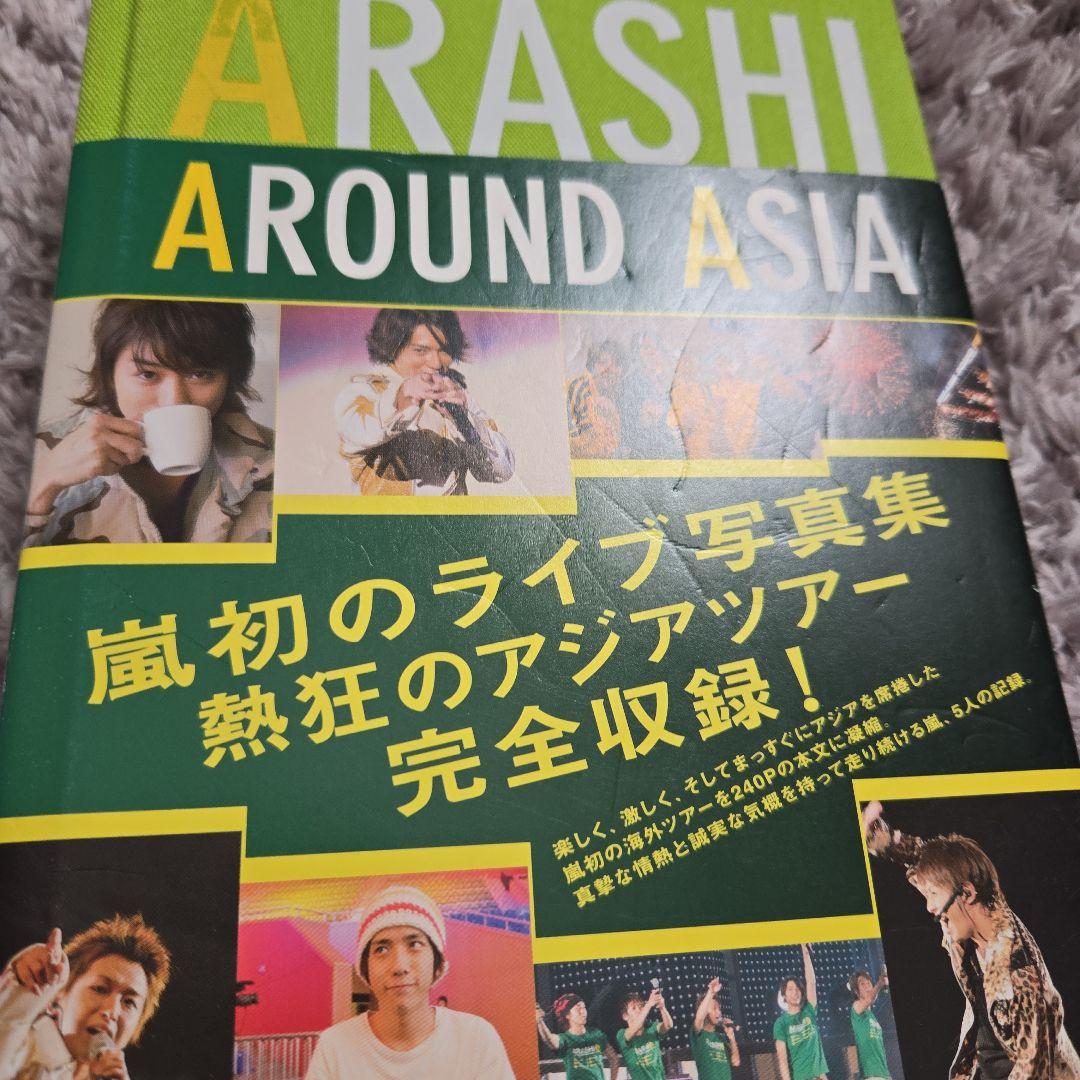 ARASHI
AROUND ASIA
嵐初のライブ写真集
熱狂のアジアツアー
完全収録！
楽しく、激しく、そしてまっすぐにアジアを席捲した
嵐初の海外ツアーを240Pの本文に凝縮。
真摯な情熱と誠実な気概を持って走り続ける嵐、5人の記録。